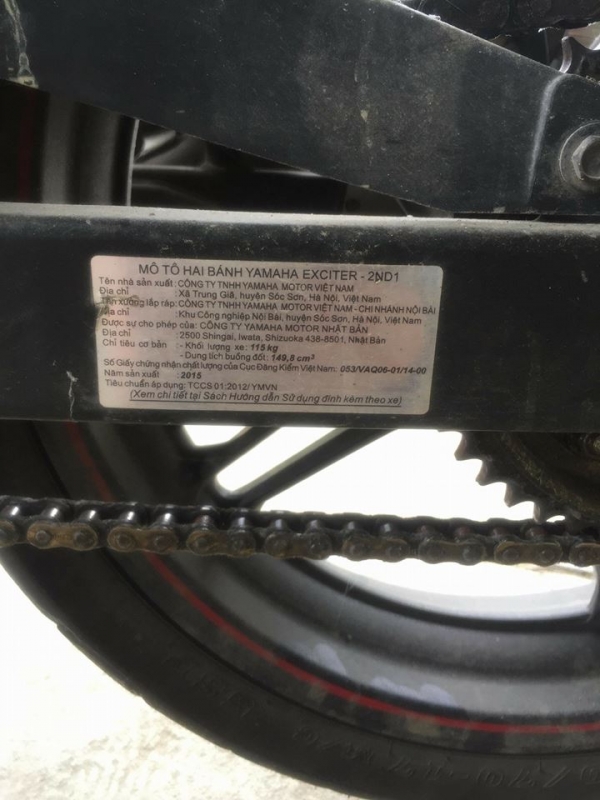 MÔ TÔ HAI BÁNH YAMAHA EXCITER - 2ND1
Tên nhà sản xuất : CÔNG TY TNHH YAMAHA MOTOR VIỆT NAM
Địa chỉ : Xã Trung Giã, huyện Sóc Sơn, Hà Nội, Việt Nam
Tên xưởng lắp ráp: CÔNG TY TNHH YAMAHA MOTOR VIỆT NAM - CHI NHÁNH NỘI BÀI
Địa chỉ : Khu Công nghiệp Nội Bài, huyện Sóc Sơn, Hà Nội, Việt Nam
Được sự cho phép của: CÔNG TY YAMAHA MOTOR NHẬT BẢN
Địa chỉ : 2500 Shingai, Iwata, Shizuoka 438-8501, Nhật Bản
Chỉ tiêu cơ bản - Khối lượng xe: 115 kg
- Dung tích buồng đốt: 149,8 cm³
Số Giấy chứng nhận chất lượng của Cục Đăng Kiểm Việt Nam: 053/VAQ06-01/14-00
Năm sản xuất : 2015
Tiêu chuẩn áp dụng: TCCS 01:2012/ YMVN
(Xem chi tiết tại Sách Hướng dẫn Sử dụng đính kèm theo xe)